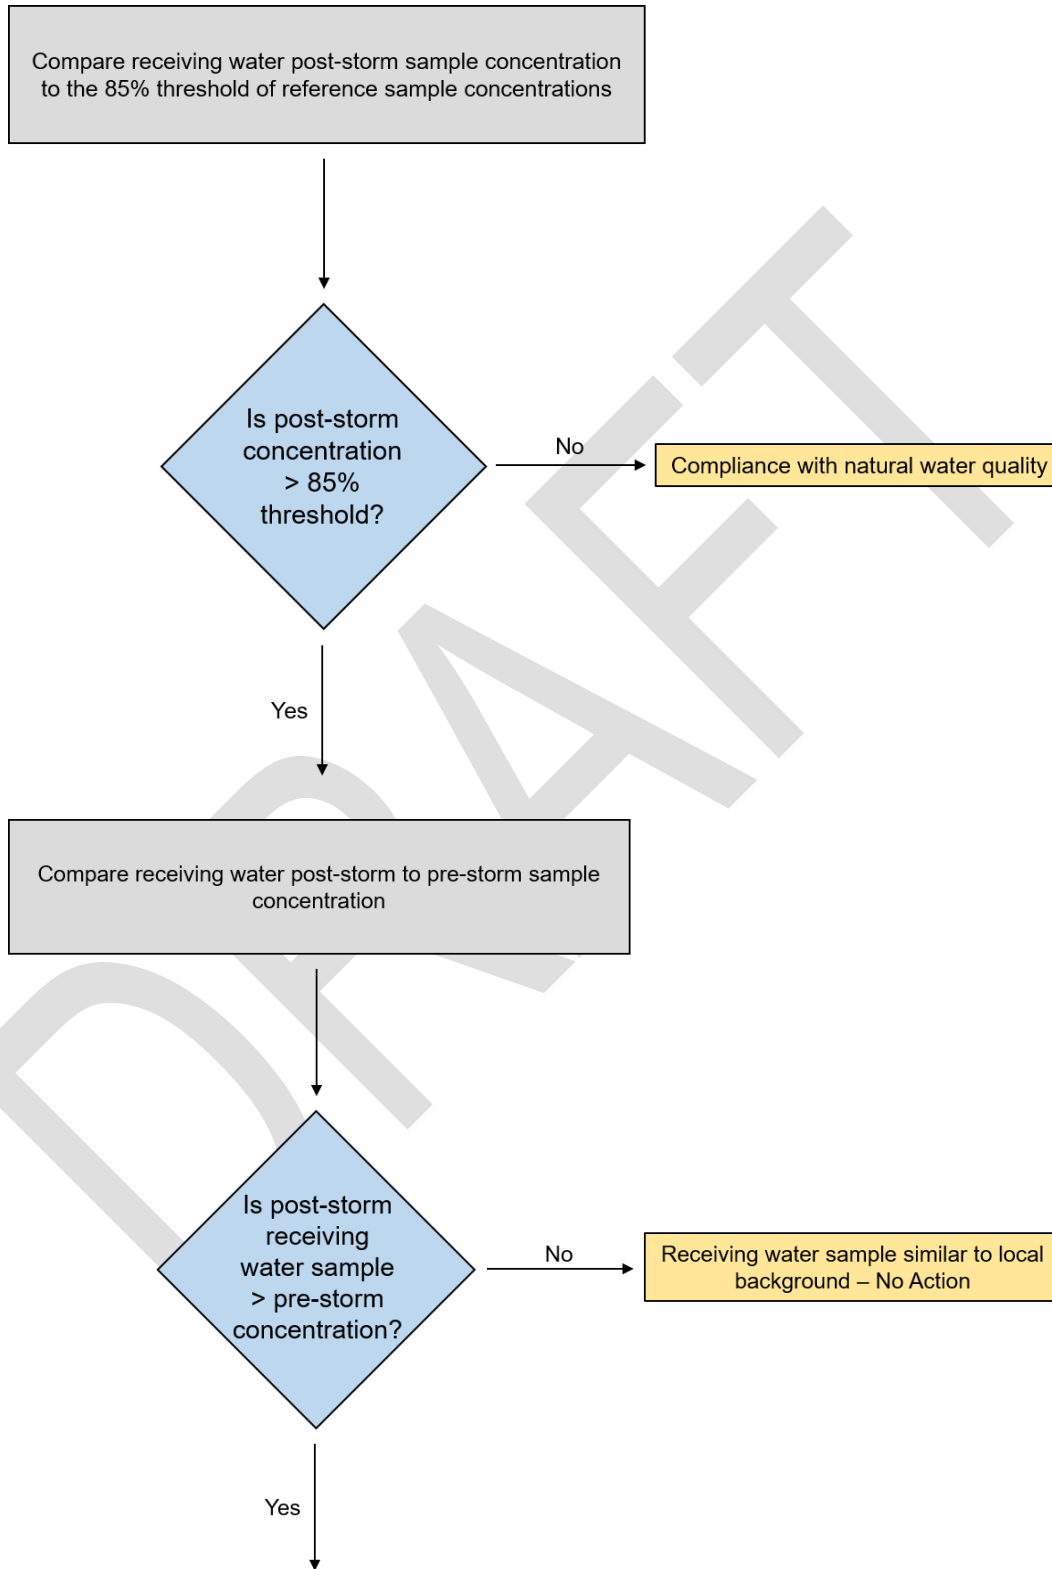 Compare receiving water post-storm sample concentration
to the 85% threshold of reference sample concentrations
Is post-storm
concentration
> 85%
threshold?
No
Compliance with natural water quality
Yes
Compare receiving water post-storm to pre-storm sample
concentration
Is post-storm
receiving
water sample
> pre-storm
concentration?
No
Receiving water sample similar to local
background – No Action
Yes
DRAFT